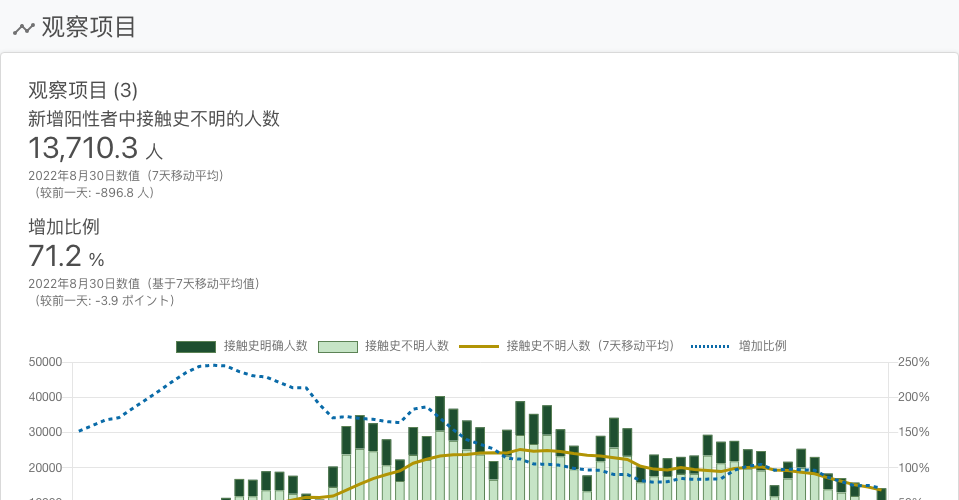 观察项目
观察项目 (3)
新增阳性者中接触史不明的人数
13,710.3 人
2022年8月30日数值（7天移动平均）
（较前一天: -896.8 人）
增加比例
71.2 %
2022年8月30日数值（基于7天移动平均值）
（较前一天: -3.9 ポイント）
接触史明确人数 接触史不明人数 接触史不明人数（7天移动平均） 增加比例
50000 250%
40000 200%
30000 150%
20000 100%